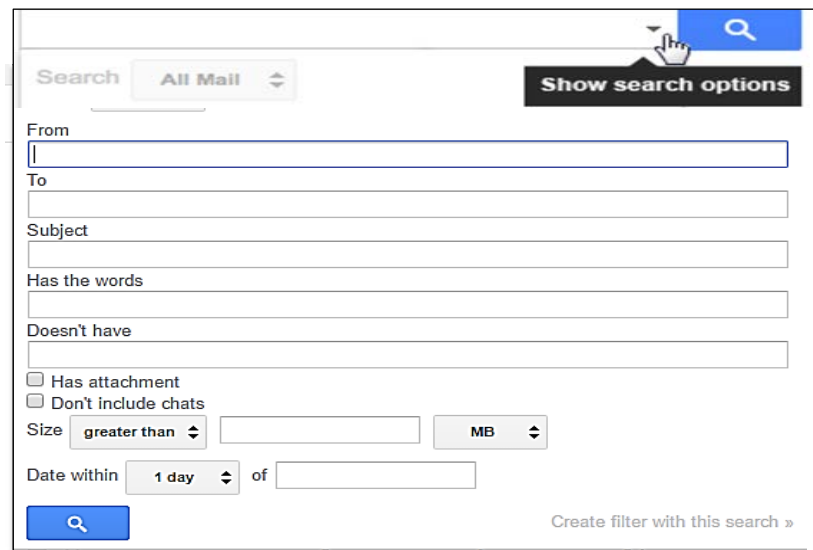 Search All Mail
Show search options
From
To
Subject
Has the words
Doesn't have
Has attachment
Don't include chats
Size greater than MB
Date within 1 day of
Create filter with this search »